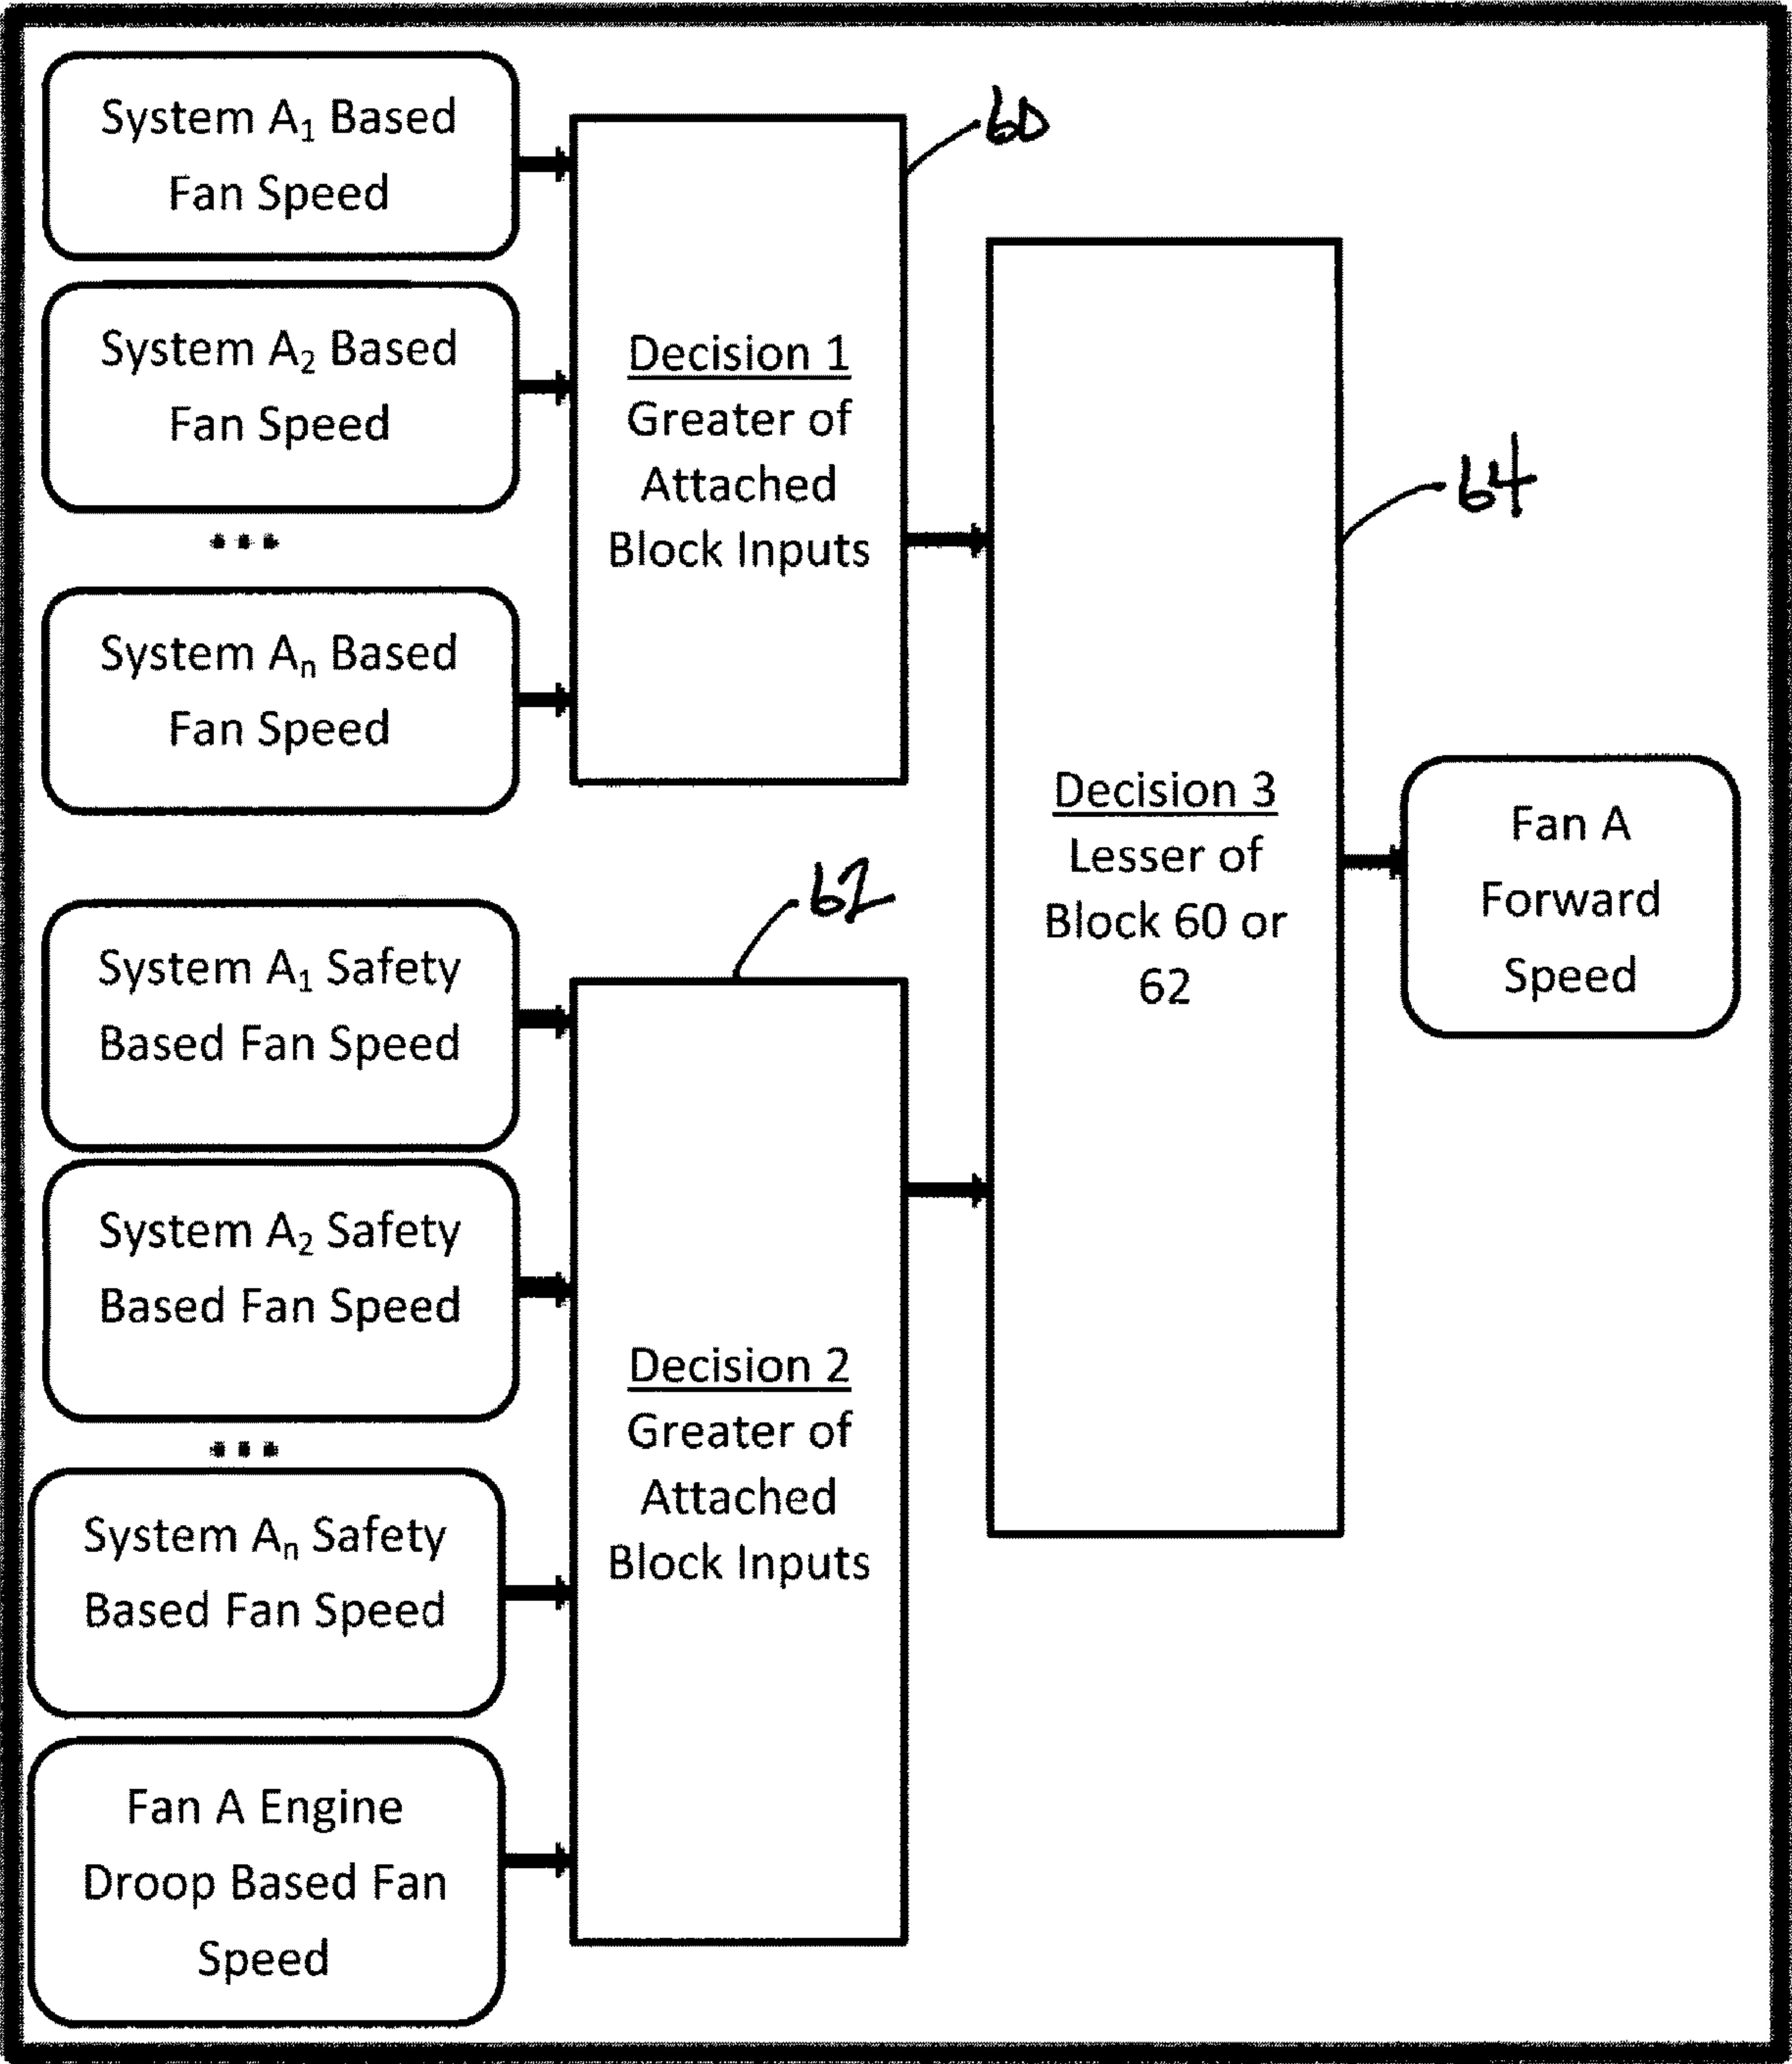 System A₁ Based
Fan Speed
System A₂ Based
Fan Speed
...
System Aₙ Based
Fan Speed
Decision 1
Greater of
Attached
Block Inputs
60
System A₁ Safety
Based Fan Speed
System A₂ Safety
Based Fan Speed
...
System Aₙ Safety
Based Fan Speed
Fan A Engine
Droop Based Fan
Speed
62
Decision 2
Greater of
Attached
Block Inputs
64
Decision 3
Lesser of
Block 60 or
62
Fan A
Forward
Speed